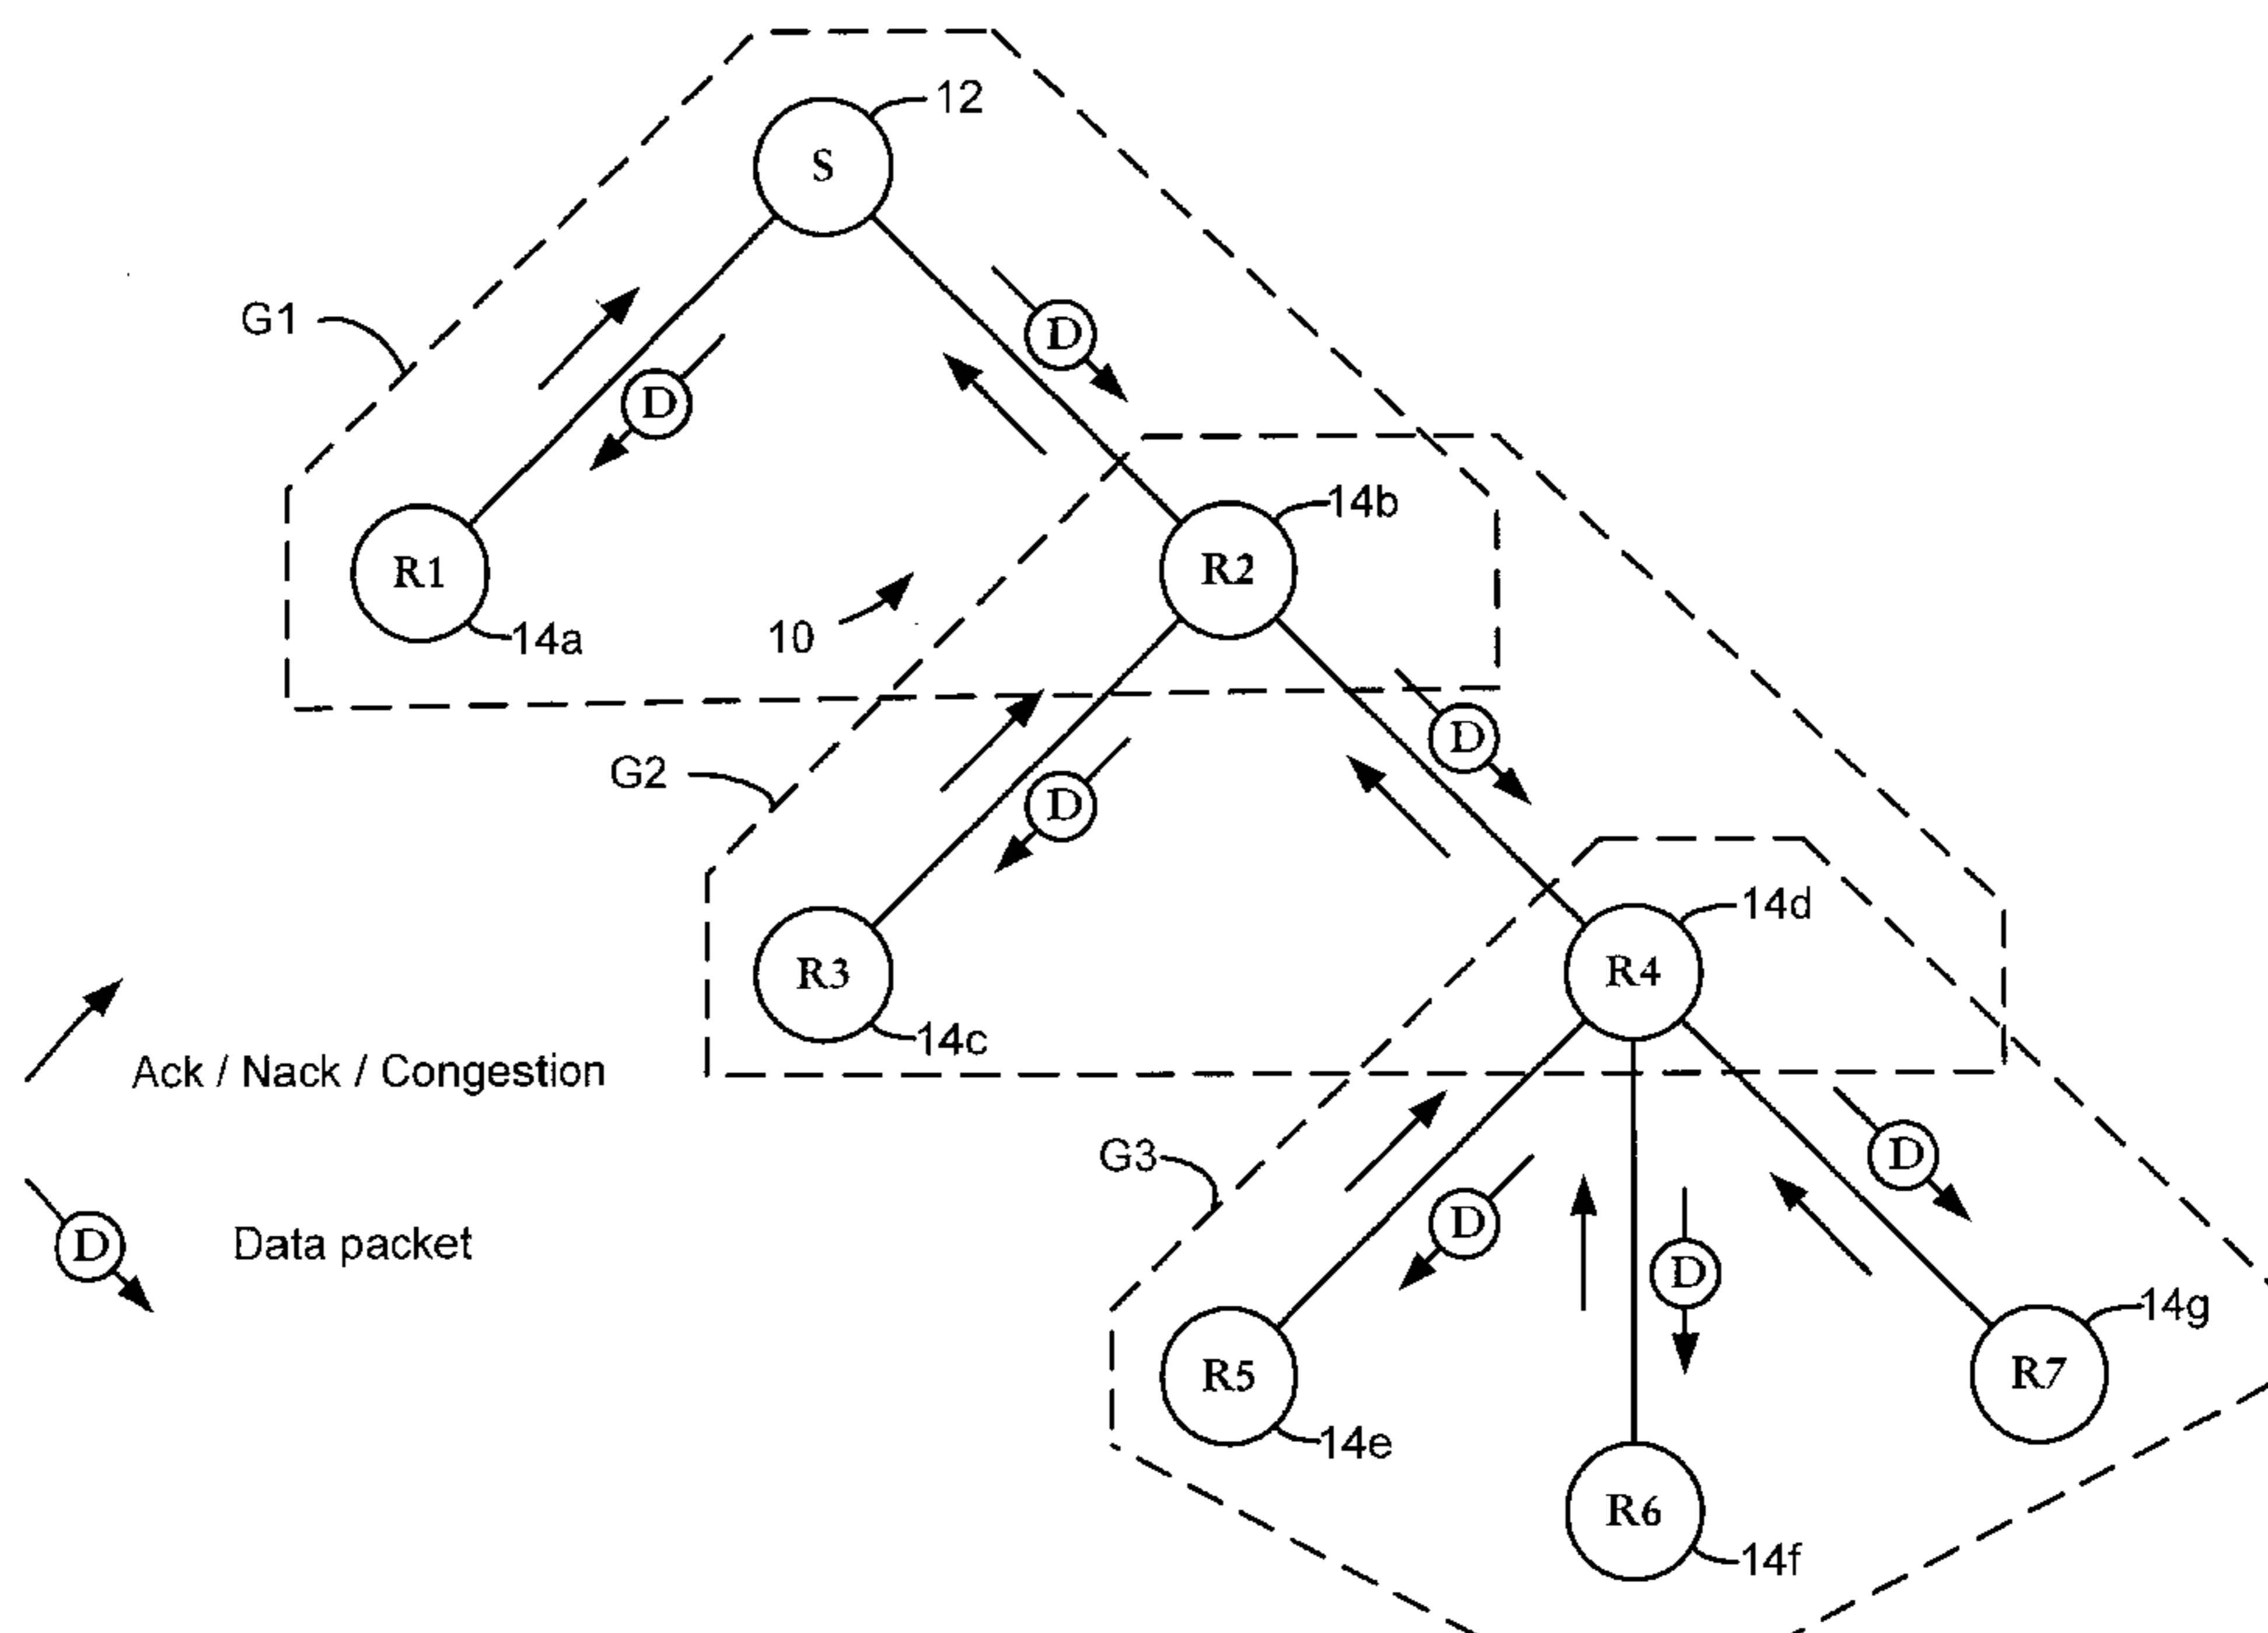 12
S
G1
D
D
14b
R1
R2
10
14a
D
G2
D
14d
R3
R4
14c
Ack / Nack / Congestion
G3
D
D
D
Data packet
D
14g
R5
R7
14e
R6
14f